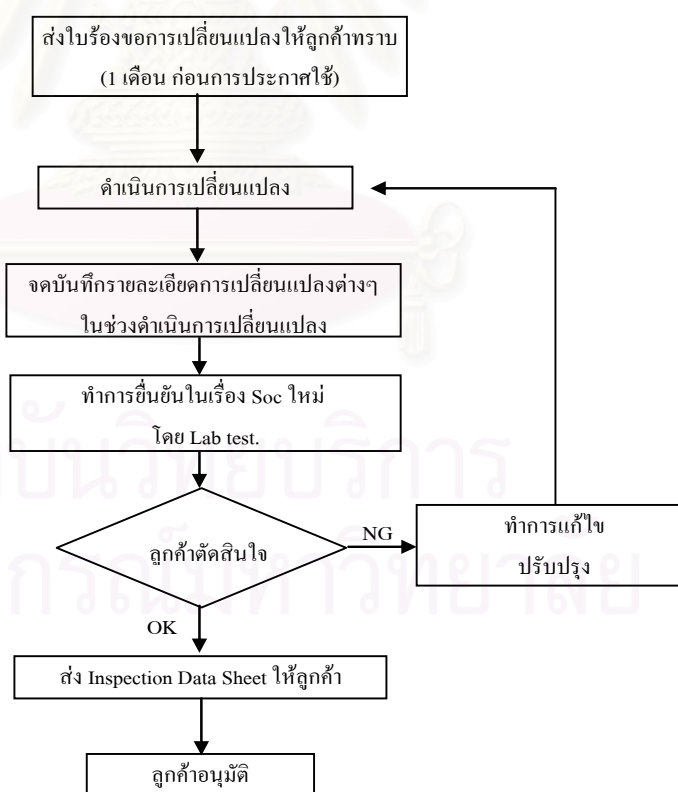 ส่งใบร้องขอการเปลี่ยนแปลงให้ลูกค้าทราบ
(1 เดือน ก่อนการประกาศใช้)
ดำเนินการเปลี่ยนแปลง
จดบันทึกรายละเอียดการเปลี่ยนแปลงต่างๆ
ในช่วงดำเนินการเปลี่ยนแปลง
ทำการยื่นยันในเรื่อง Soc ใหม่
โดย Lab test.
ลูกค้าตัดสินใจ
NG
ทำการแก้ไข
ปรับปรุง
OK
ส่ง Inspection Data Sheet ให้ลูกค้า
ลูกค้าอนุมัติ